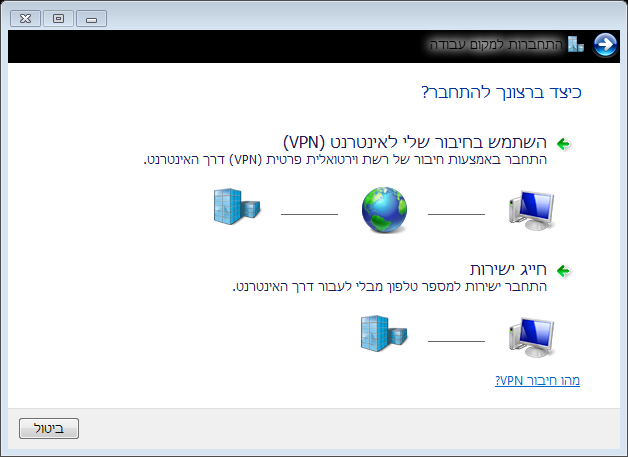 התחברות למקום עבודה
כיצד ברצונך להתחבר?
השתמש בחיבור שלי לאינטרנט (VPN)
התחבר באמצעות חיבור של רשת וירטואלית פרטית (VPN) דרך האינטרנט.
חייג ישירות
התחבר ישירות למספר טלפון מבלי לעבור דרך האינטרנט.
מהו חיבור VPN?
ביטול